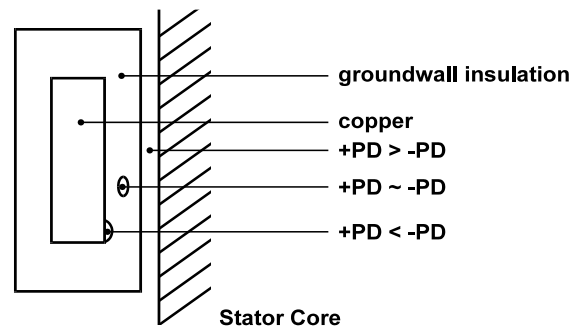 groundwall insulation
copper
+PD > -PD
+PD ~ -PD
+PD < -PD
Stator Core